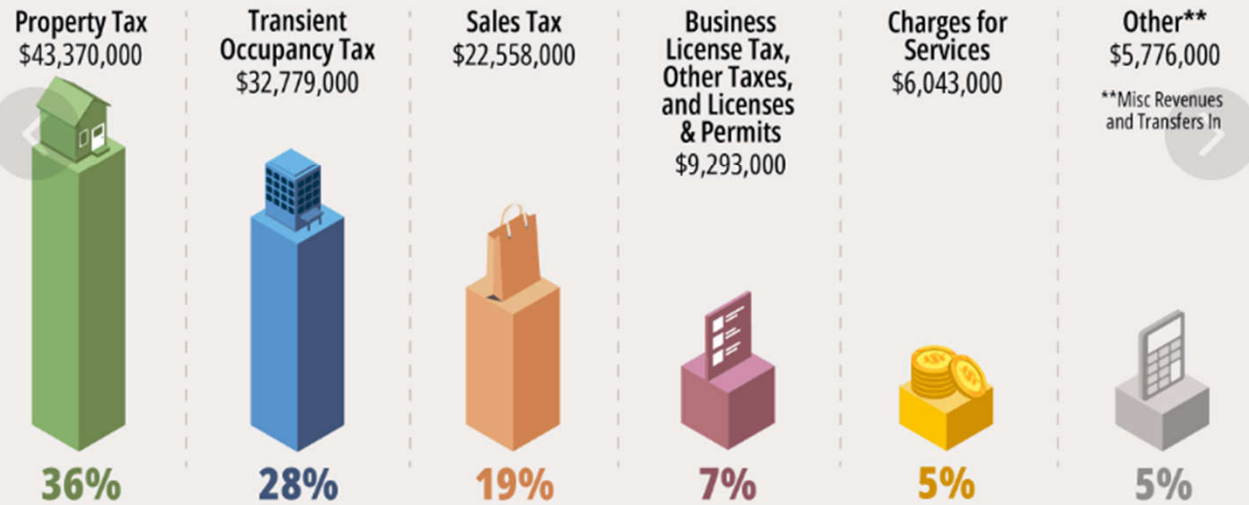 Property Tax
$43,370,000
Transient
Occupancy Tax
$32,779,000
Sales Tax
$22,558,000
Business
License Tax,
Other Taxes,
and Licenses
& Permits
$9,293,000
Charges for
Services
$6,043,000
Other**
$5,776,000
**Misc Revenues
and Transfers In
36%
28%
19%
7%
5%
5%